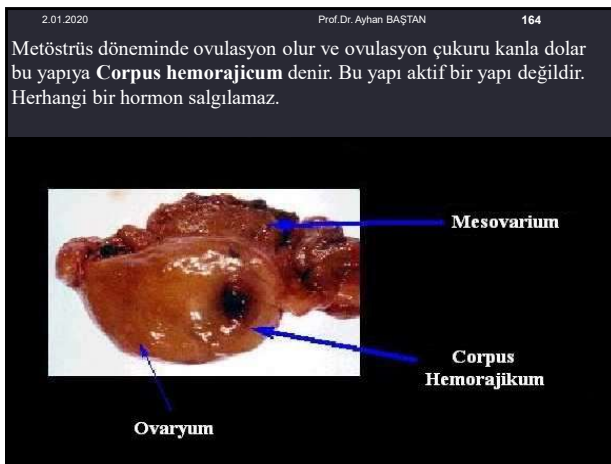 2.01.2020 Prof.Dr. Ayhan BAŞTAN 164
Metöstrüs döneminde ovulasyon olur ve ovulasyon çukuru kanla dolar
bu yapıya Corpus hemorajicum denir. Bu yapı aktif bir yapı değildir.
Herhangi bir hormon salgılamaz.
Mesovarium
Corpus
Hemorajikum
Ovaryum